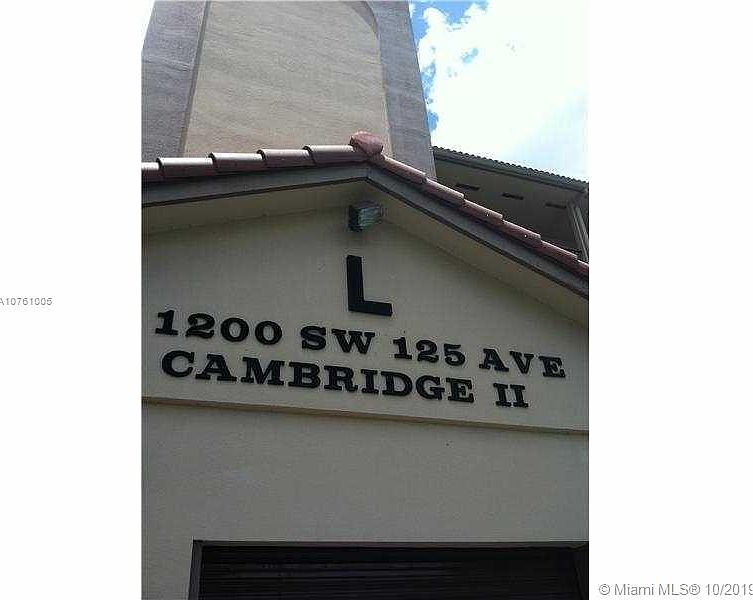 L
1200 SW 125 AVE
CAMBRIDGE II
A10761005
© Miami MLS® 10/2019